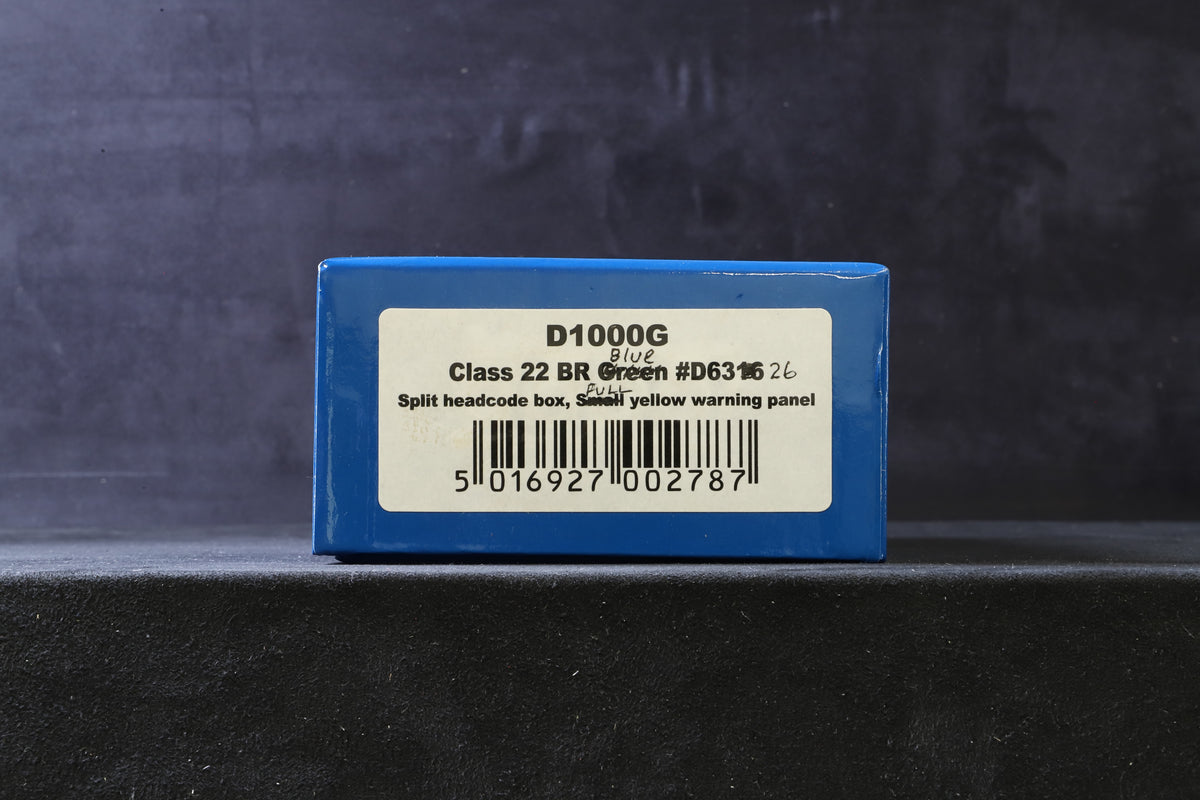 D1000G
Blue
Class 22 BR Green #D6316 26
FULL
Split headcode box, Small yellow warning panel
5 016927 002787